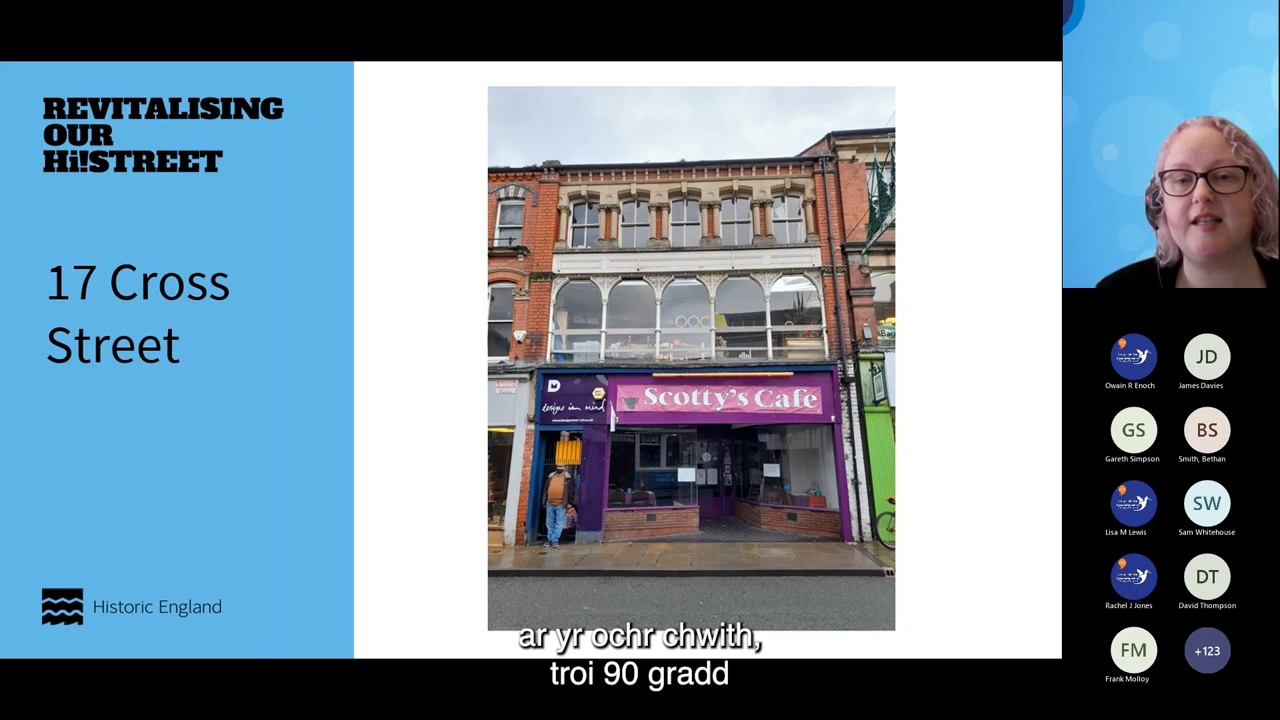 REVITALISING
OUR
Hi!STREET
17 Cross
Street
Historic England
Scotty's Cafe
designs in mind
ar yr ochr chwith,
troi 90 gradd
Owain R Enoch
JD
James Davies
GS
Gareth Simpson
BS
Smith, Bethan
Lisa M Lewis
SW
Sam Whitehouse
Rachel J Jones
DT
David Thompson
FM
Frank Molloy
+123